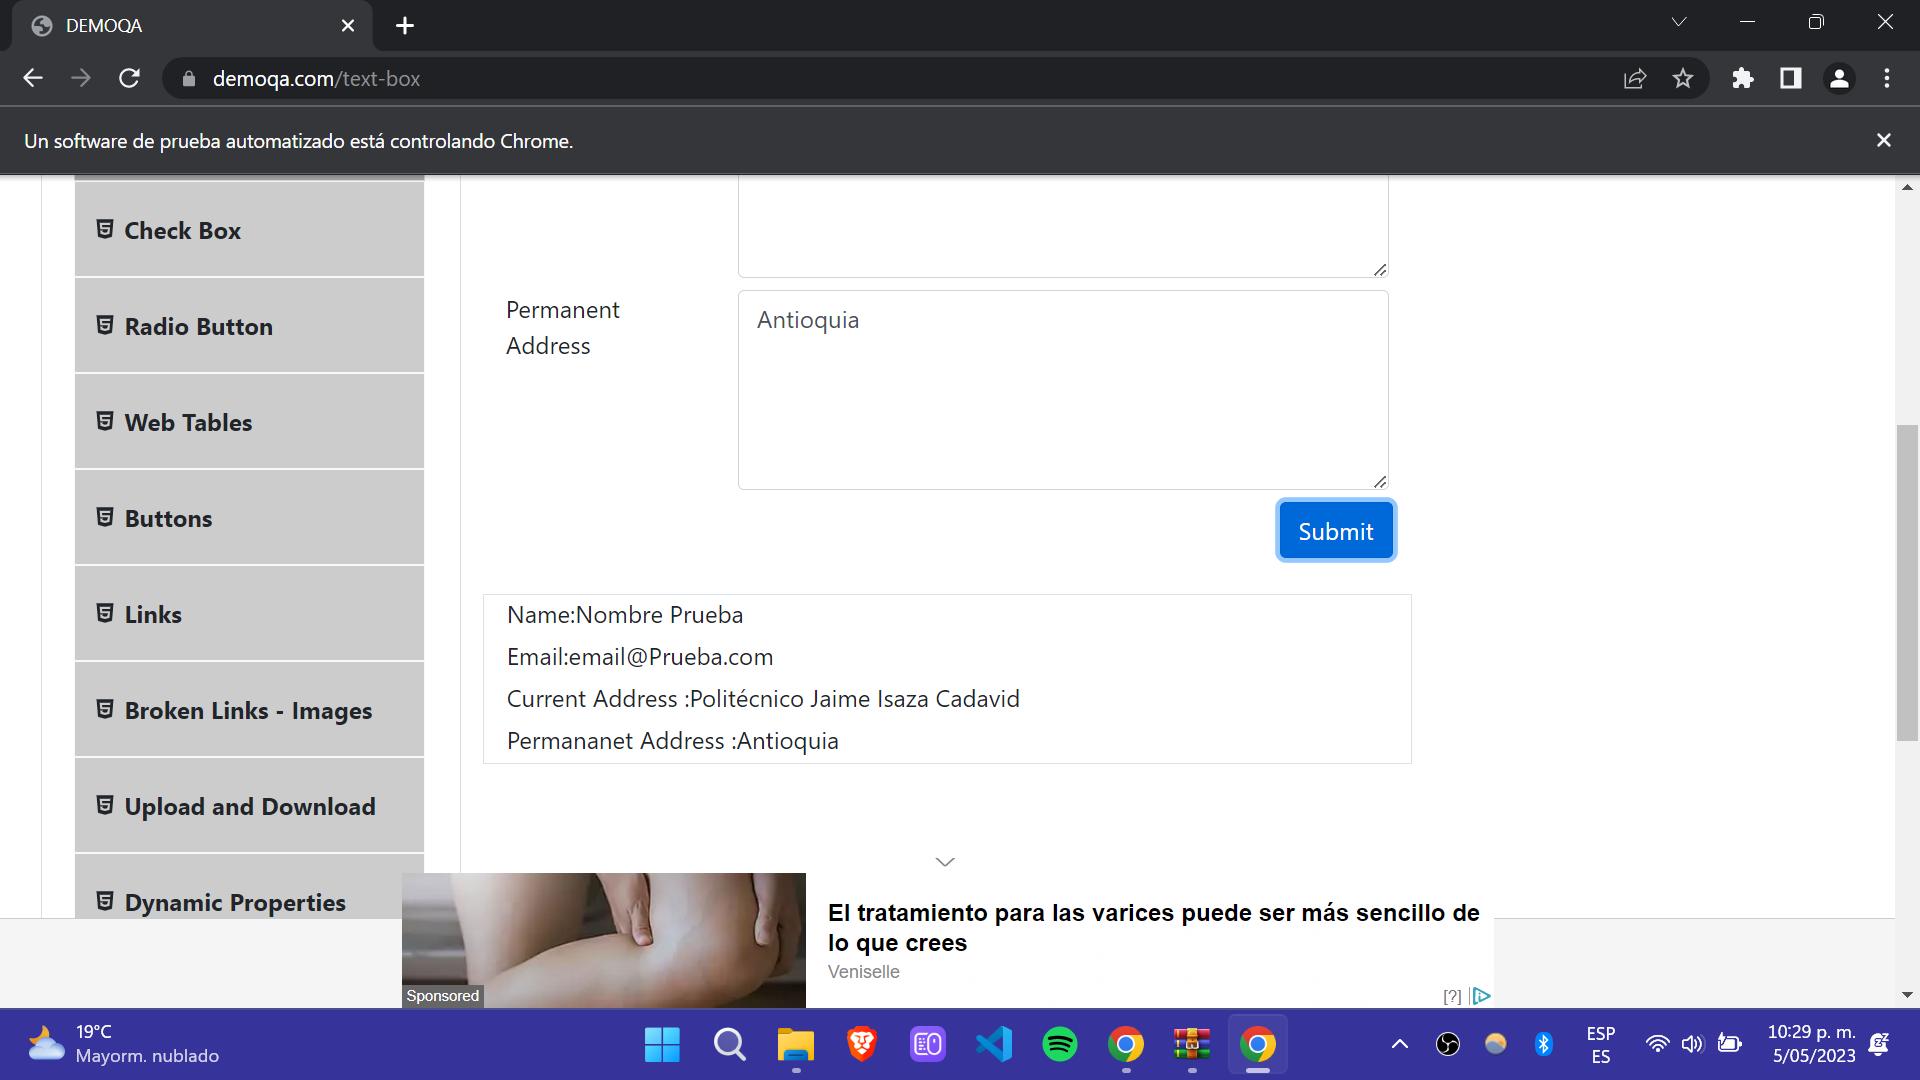 DEMOQA
demoqa.com/text-box
Un software de prueba automatizado está controlando Chrome.
Check Box
Radio Button
Web Tables
Buttons
Links
Broken Links - Images
Upload and Download
Dynamic Properties
Permanent
Address
Antioquia
Submit
Name:Nombre Prueba
Email:email@Prueba.com
Current Address :Politécnico Jaime Isaza Cadavid
Permananet Address :Antioquia
Sponsored
El tratamiento para las varices puede ser más sencillo de
lo que crees
Veniselle
[?]
19°C
Mayorm. nublado
ESP
ES
10:29 p. m.
5/05/2023